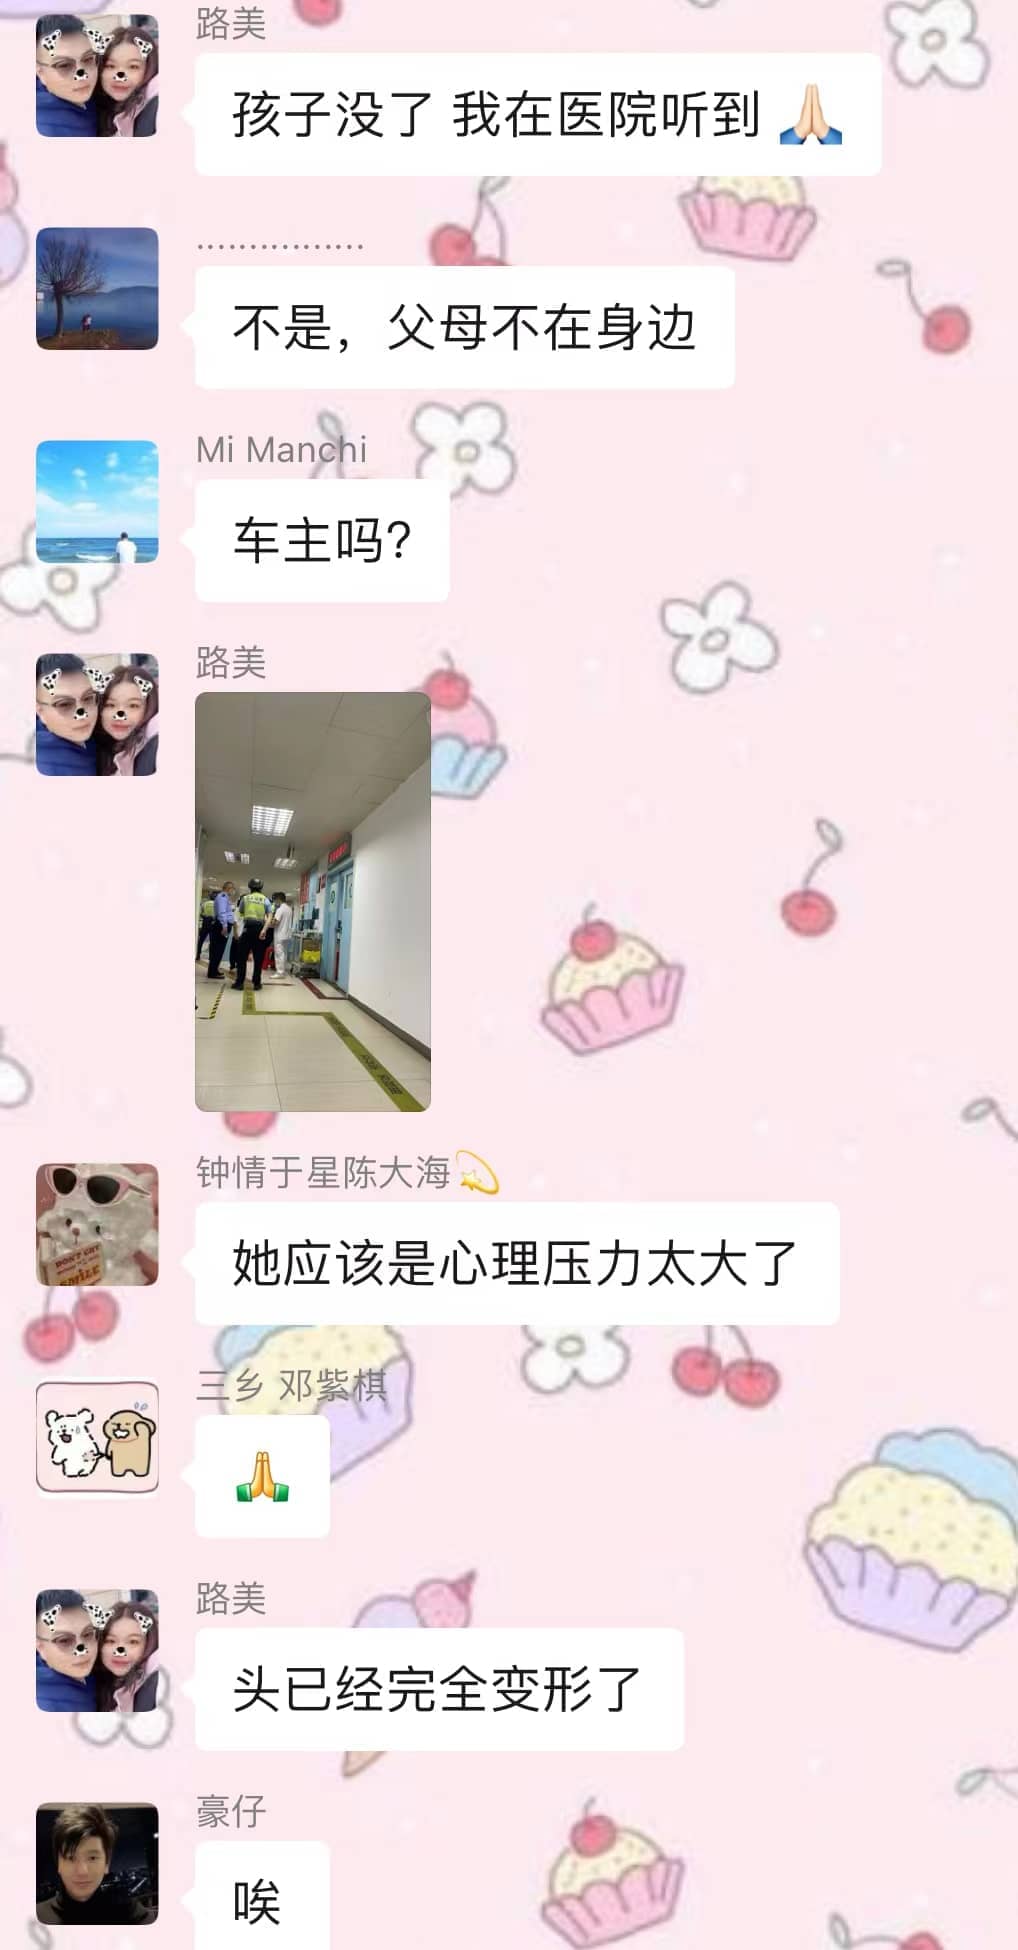 路美
孩子没了 我在医院听到🙏🏻
................
不是，父母不在身边
Mi Manchi
车主吗?
路美
钟情于星陈大海💫
DON'T CRY
SMILE
她应该是心理压力太大了
三乡 邓紫棋
🙏
路美
头已经完全变形了
豪仔
唉